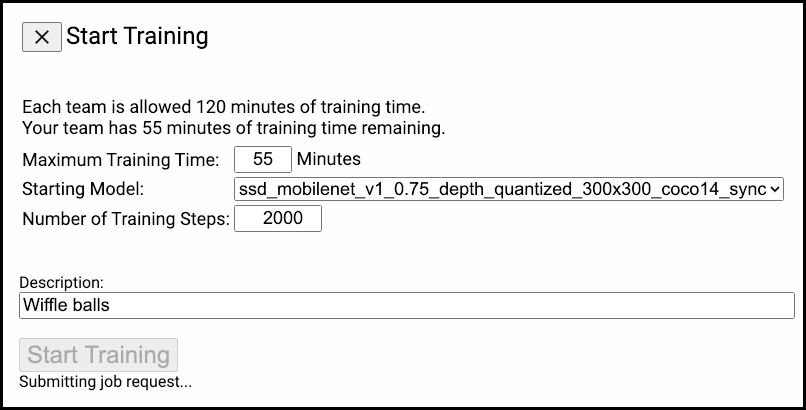 × Start Training
Each team is allowed 120 minutes of training time.
Your team has 55 minutes of training time remaining.
Maximum Training Time: 55 Minutes
Starting Model: ssd_mobilenet_v1_0.75_depth_quantized_300x300_coco14_sync
Number of Training Steps: 2000
Description:
Wiffle balls
Start Training
Submitting job request...